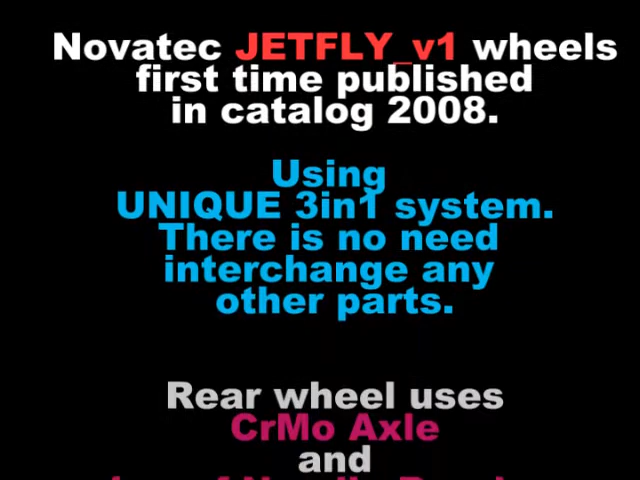 Novatec JETFLY_v1 wheels
first time published
in catalog 2008.
Using
UNIQUE 3in1 system.
There is no need
interchange any
other parts.
Rear wheel uses
CrMo Axle
and